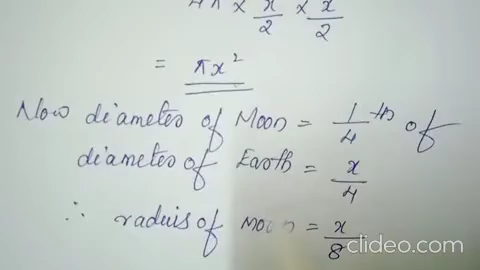 4π × x/2 × x/2
= πx²
Now diameter of Moon = 1/4 th of
diameter of Earth = x/4
∴ raduis of Moon = x/8
clideo.com